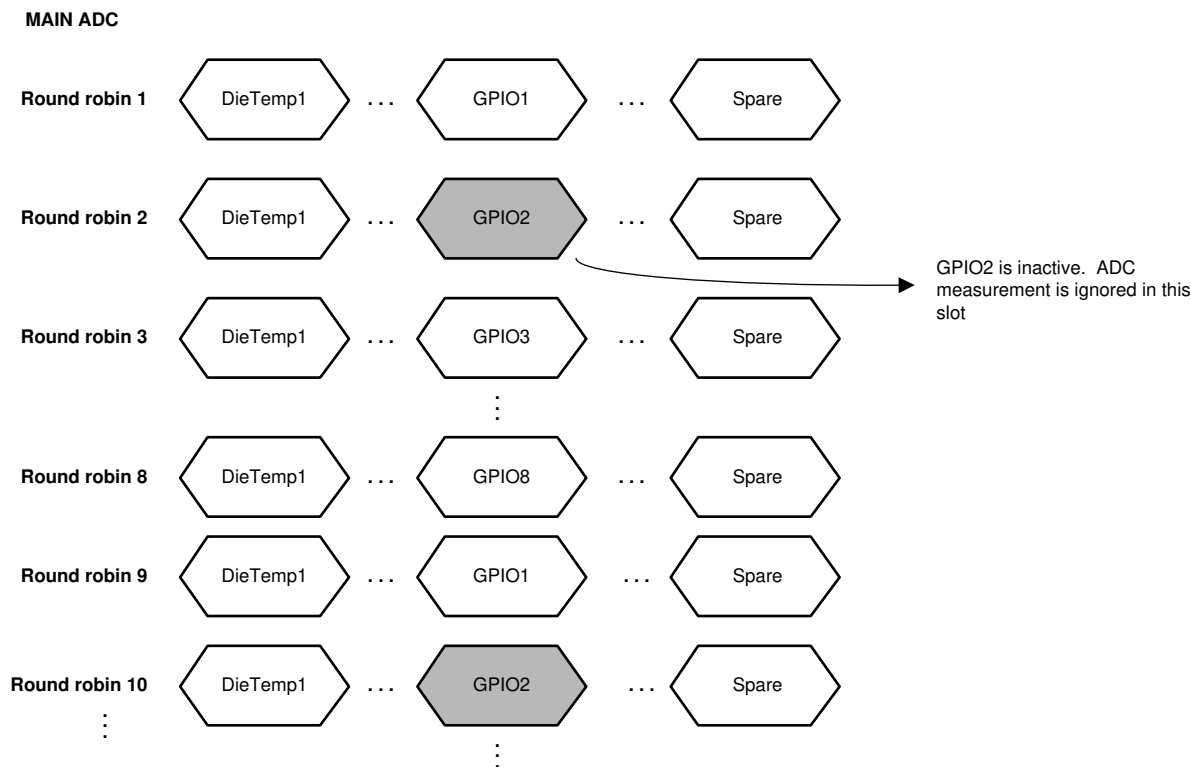 MAIN ADC
Round robin 1 DieTemp1 ... GPIO1 ... Spare
Round robin 2 DieTemp1 ... GPIO2 ... Spare
GPIO2 is inactive. ADC
measurement is ignored in this
slot
Round robin 3 DieTemp1 ... GPIO3 ... Spare
Round robin 8 DieTemp1 ... GPIO8 ... Spare
Round robin 9 DieTemp1 ... GPIO1 ... Spare
Round robin 10 DieTemp1 ... GPIO2 ... Spare